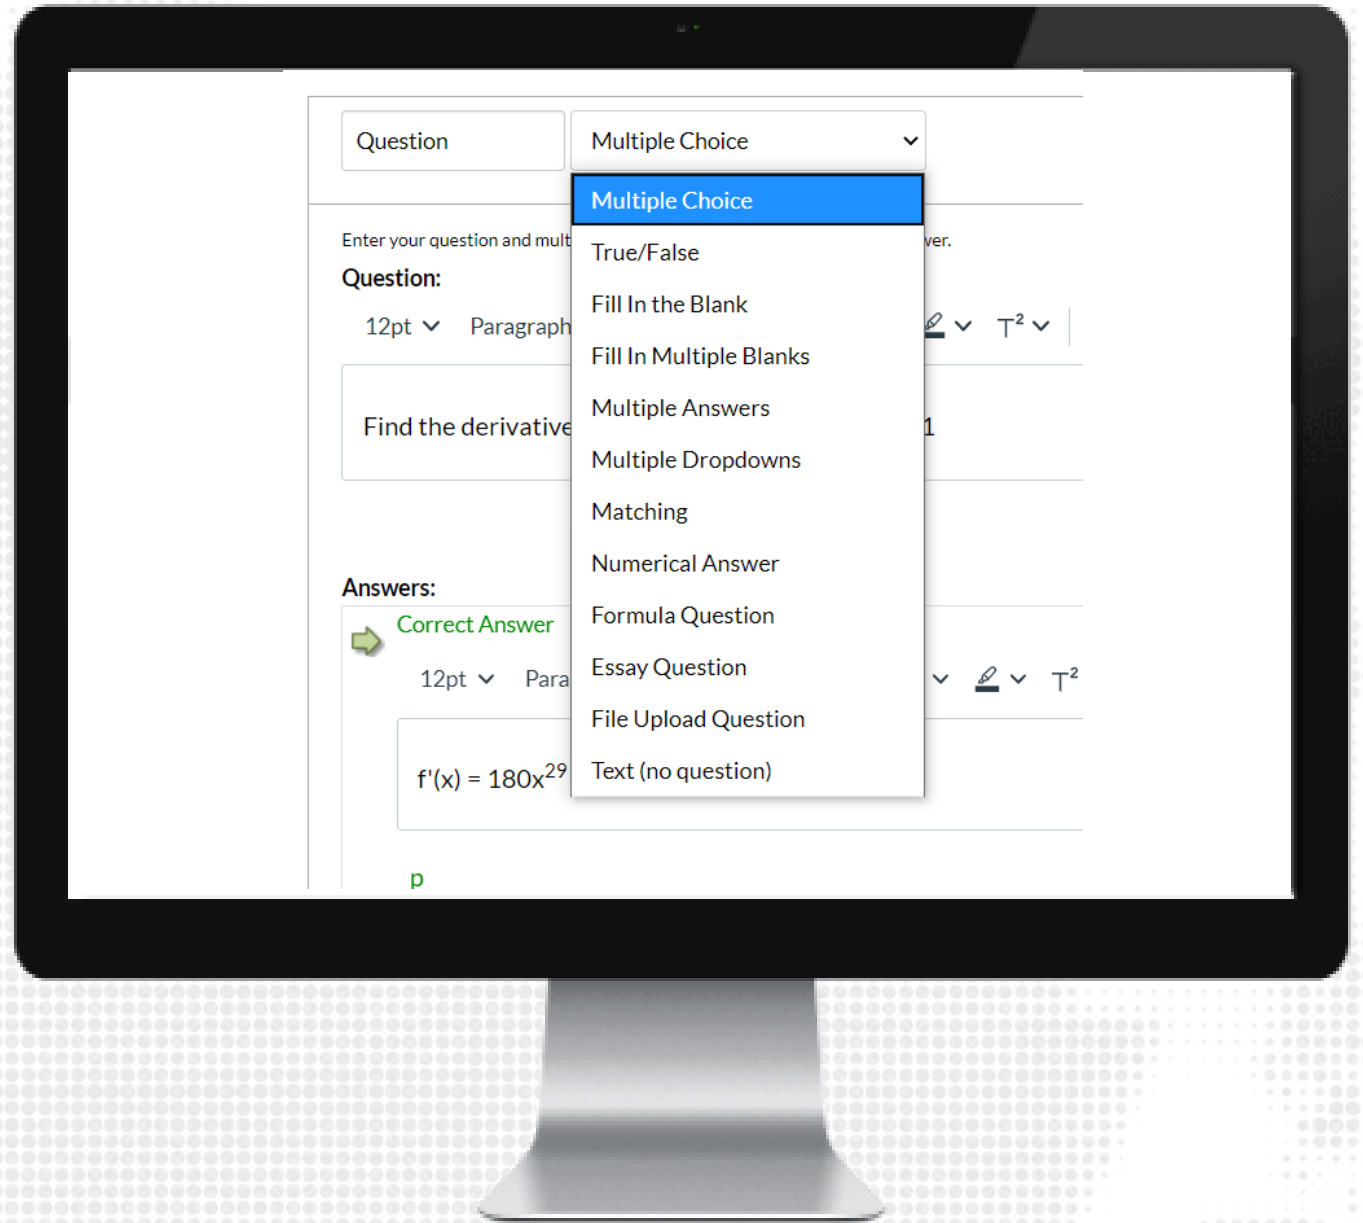 Question Multiple Choice
Multiple Choice
Enter your question and mult wer.
True/False
Question:
Fill In the Blank
12pt Paragraph T²
Fill In Multiple Blanks
Multiple Answers
Find the derivative 1
Multiple Dropdowns
Matching
Numerical Answer
Answers:
Formula Question
Correct Answer
Essay Question
12pt Para T²
File Upload Question
Text (no question)
f'(x) = 180x²⁹
p